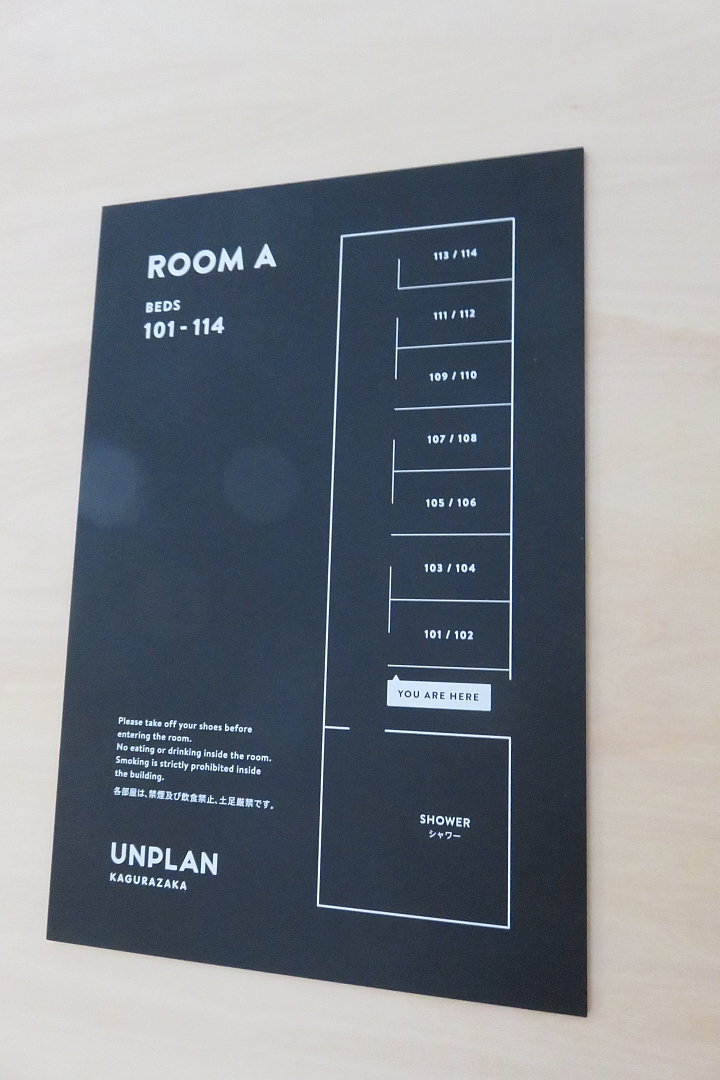 ROOM A
BEDS
101 - 114
113 / 114
111 / 112
109 / 110
107 / 108
105 / 106
103 / 104
101 / 102
YOU ARE HERE
SHOWER
シャワー
Please take off your shoes before
entering the room.
No eating or drinking inside the room.
Smoking is strictly prohibited inside
the building.
各部屋は、禁煙及び飲食禁止、土足厳禁です。
UNPLAN
KAGURAZAKA